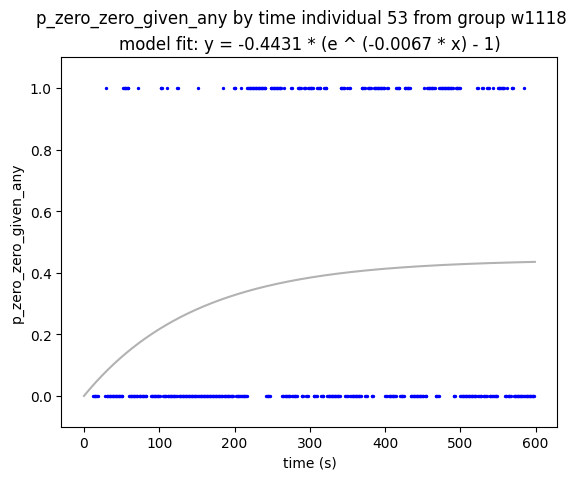 p_zero_zero_given_any by time individual 53 from group w1118
model fit: y = -0.4431 * (e ^ (-0.0067 * x) - 1)
1.0
0.8
0.6
0.4
0.2
0.0
p_zero_zero_given_any
0 100 200 300 400 500 600
time (s)